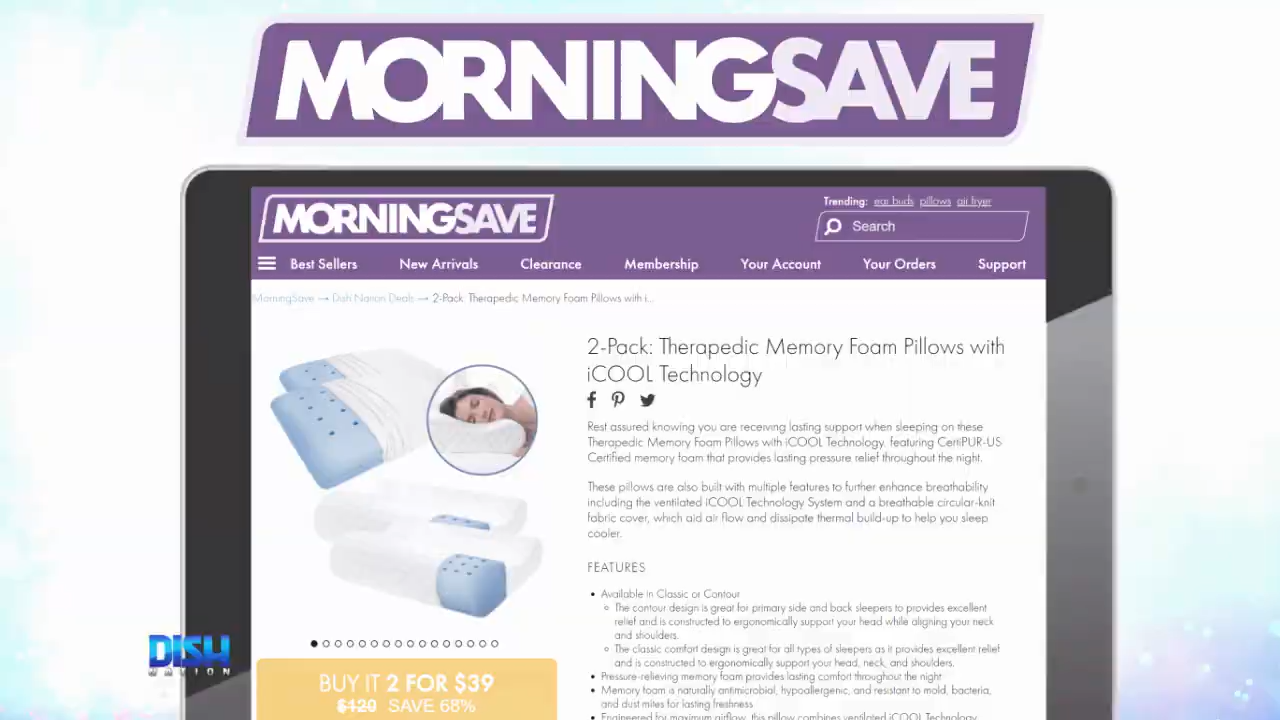 MORNINGSAVE
MORNINGSAVE
Trending: ear buds pillows air fryer
Search
Best Sellers New Arrivals Clearance Membership Your Account Your Orders Support
MorningSave → Dish Nation Deals → 2-Pack: Therapedic Memory Foam Pillows with i...
2-Pack: Therapedic Memory Foam Pillows with
iCOOL Technology
Rest assured knowing you are receiving lasting support when sleeping on these
Therapedic Memory Foam Pillows with iCOOL Technology, featuring CertiPUR-US
Certified memory foam that provides lasting pressure relief throughout the night.
These pillows are also built with multiple features to further enhance breathability
including the ventilated iCOOL Technology System and a breathable circular-knit
fabric cover, which aid air flow and dissipate thermal build-up to help you sleep
cooler.
FEATURES
Available in Classic or Contour
The contour design is great for primary side and back sleepers to provides excellent
relief and is constructed to ergonomically support your head while aligning your neck
and shoulders.
The classic comfort design is great for all types of sleepers as it provides excellent relief
and is constructed to ergonomically support your head, neck, and shoulders.
Pressure-relieving memory foam provides lasting comfort throughout the night
Memory foam is naturally antimicrobial, hypoallergenic, and resistant to mold, bacteria,
and dust mites for lasting freshness
Engineered for maximum airflow, this pillow combines ventilated iCOOL Technology
BUY IT 2 FOR $39
$120 SAVE 68%
DISH
NATION